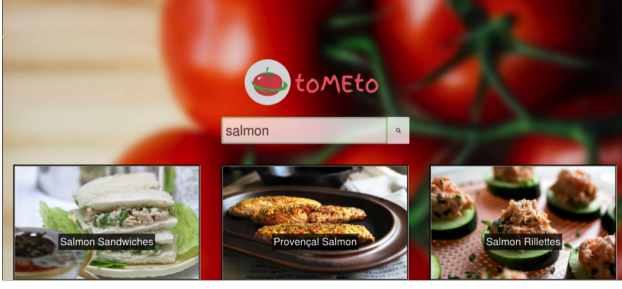 toMEto
salmon
Salmon Sandwiches
Provençal Salmon
Salmon Rillettes